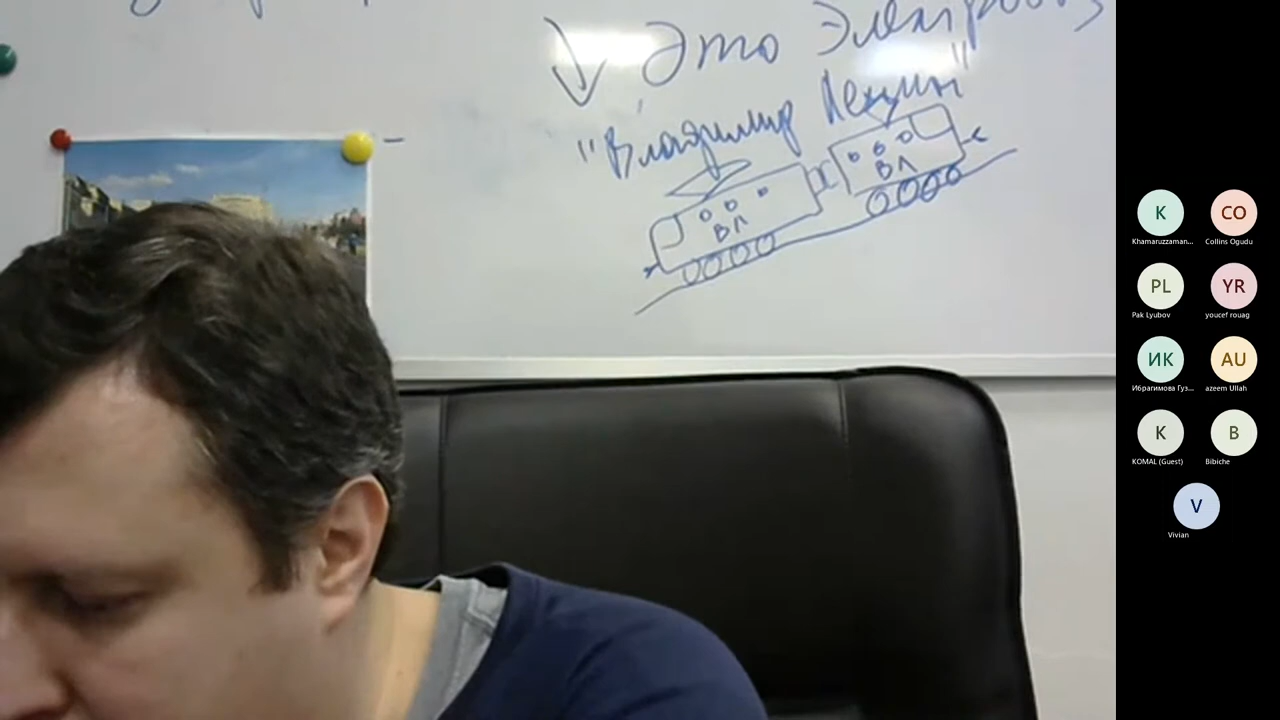 Это Электровоз
"Владимир Ленин"
ВЛ
ВЛ
K
Khamaruzzaman...
CO
Collins Ogudu
PL
Pak Lyubov
YR
youcef rouag
ИК
Ибрагимова Гуз...
AU
azeem Ullah
K
KOMAL (Guest)
B
Bibiche
V
Vivian